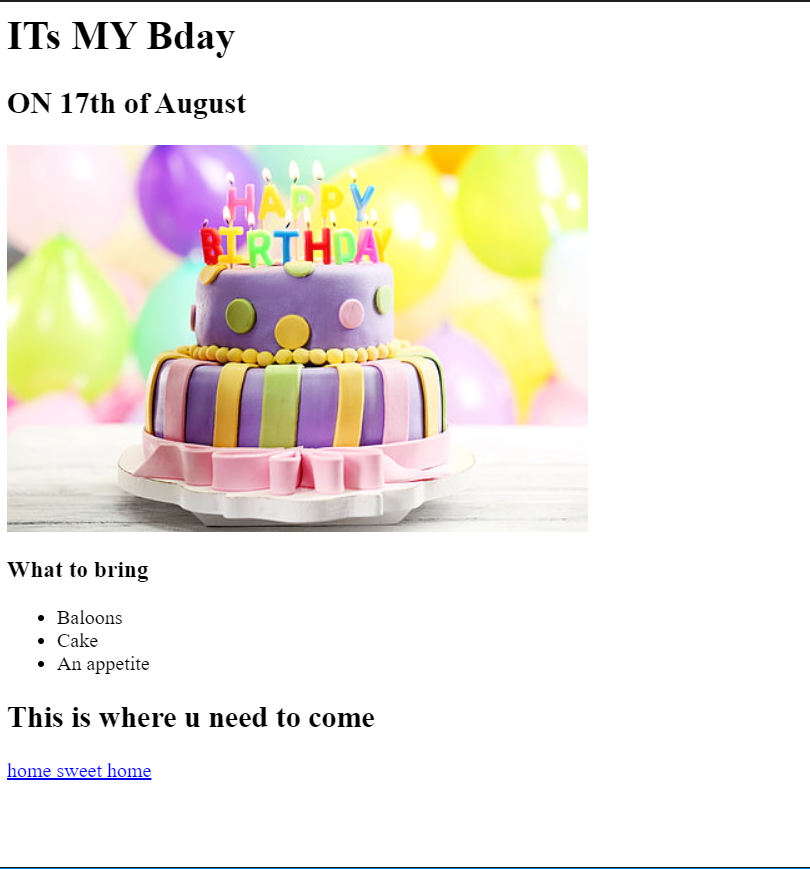 ITs MY Bday
ON 17th of August
HAPPY
BIRTHDAY
What to bring
Baloons
Cake
An appetite
This is where u need to come
home sweet home